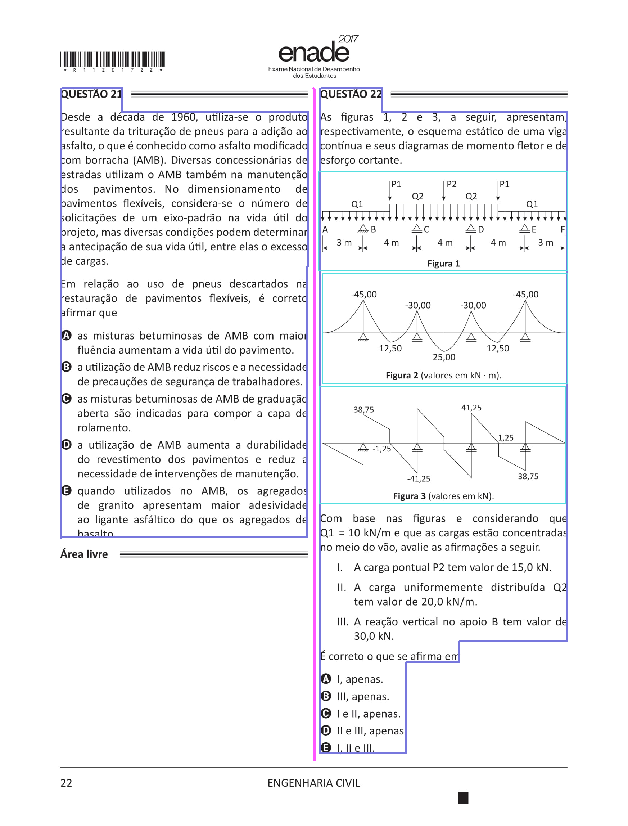 *R1120172 2*
2017
enade
Exame Nacional de Desempenho
dos Estudantes
QUESTÃO 21
Desde a década de 1960, utiliza-se o produto
resultante da trituração de pneus para a adição ao
asfalto, o que é conhecido como asfalto modificado
com borracha (AMB). Diversas concessionárias de
estradas utilizam o AMB também na manutenção
dos pavimentos. No dimensionamento de
pavimentos flexíveis, considera-se o número de
solicitações de um eixo-padrão na vida útil do
projeto, mas diversas condições podem determinar
a antecipação de sua vida útil, entre elas o excesso
de cargas.
Em relação ao uso de pneus descartados na
restauração de pavimentos flexíveis, é correto
afirmar que
A as misturas betuminosas de AMB com maior
fluência aumentam a vida útil do pavimento.
B a utilização de AMB reduz riscos e a necessidade
de precauções de segurança de trabalhadores.
C as misturas betuminosas de AMB de graduação
aberta são indicadas para compor a capa de
rolamento.
D a utilização de AMB aumenta a durabilidade
do revestimento dos pavimentos e reduz a
necessidade de intervenções de manutenção.
E quando utilizados no AMB, os agregados
de granito apresentam maior adesividade
ao ligante asfáltico do que os agregados de
basalto.
Área livre
QUESTÃO 22
As figuras 1, 2 e 3, a seguir, apresentam,
respectivamente, o esquema estático de uma viga
contínua e seus diagramas de momento fletor e de
esforço cortante.
P1 P2 P1
Q1 Q2 Q2 Q1
A B C D E F
3 m 4 m 4 m 4 m 3 m
Figura 1
45,00 -30,00 -30,00 45,00
12,50 25,00 12,50
Figura 2 (valores em kN · m).
38,75 41,25
-1,25 1,25
-41,25 38,75
Figura 3 (valores em kN).
Com base nas figuras e considerando que
Q1 = 10 kN/m e que as cargas estão concentradas
no meio do vão, avalie as afirmações a seguir.
I. A carga pontual P2 tem valor de 15,0 kN.
II. A carga uniformemente distribuída Q2
tem valor de 20,0 kN/m.
III. A reação vertical no apoio B tem valor de
30,0 kN.
É correto o que se afirma em
A I, apenas.
B III, apenas.
C I e II, apenas.
D II e III, apenas
E I, II e III.
22
ENGENHARIA CIVIL